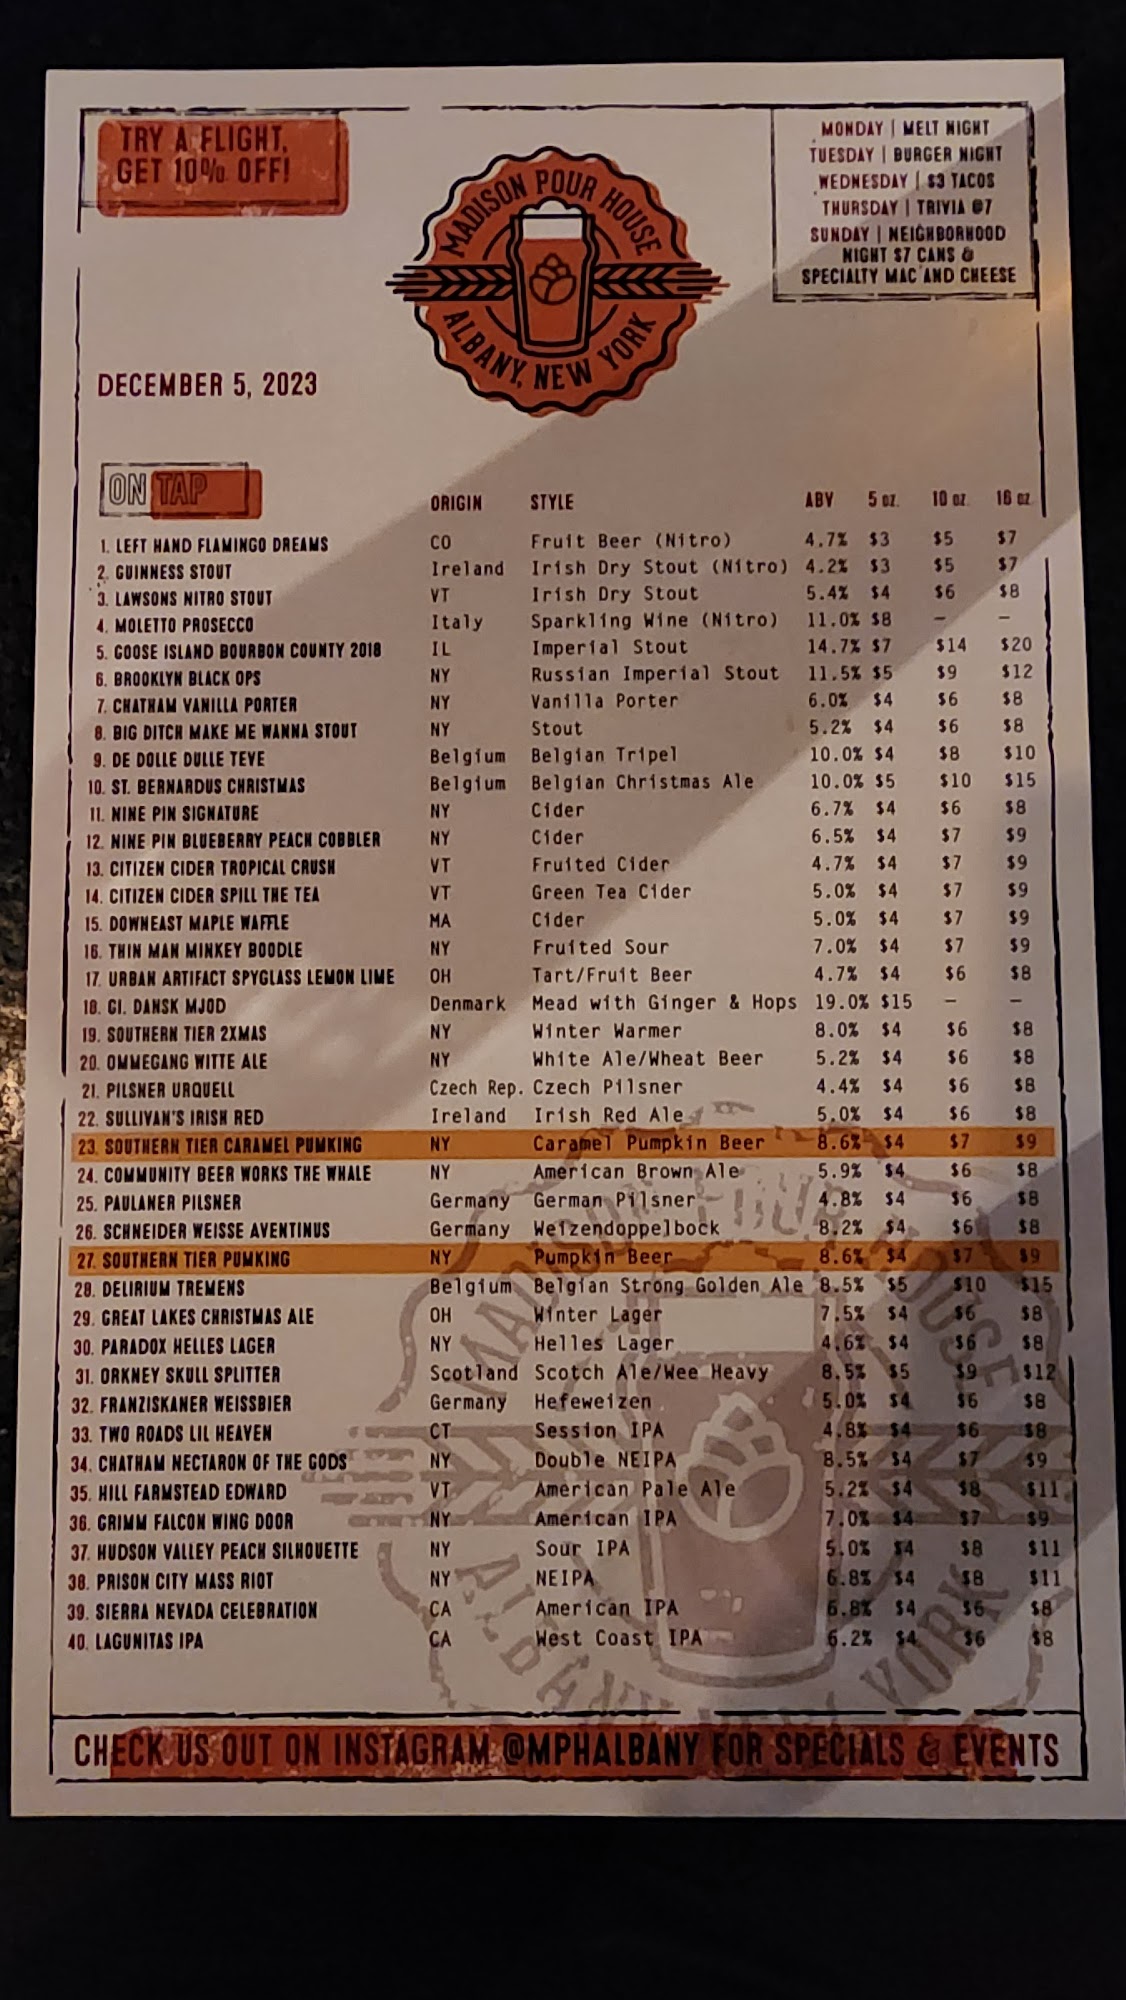 TRY A FLIGHT,
GET 10% OFF!
MADISON POUR HOUSE
ALBANY, NEW YORK
MONDAY | MELT NIGHT
TUESDAY | BURGER NIGHT
WEDNESDAY | $3 TACOS
THURSDAY | TRIVIA @7
SUNDAY | NEIGHBORHOOD
NIGHT $7 CANS &
SPECIALTY MAC AND CHEESE
DECEMBER 5, 2023
ON TAP
ORIGIN STYLE ABV 5 OZ. 10 OZ. 16 OZ.
1. LEFT HAND FLAMINGO DREAMS CO Fruit Beer (Nitro) 4.7% $3 $5 $7
2. GUINNESS STOUT Ireland Irish Dry Stout (Nitro) 4.2% $3 $5 $7
3. LAWSONS NITRO STOUT VT Irish Dry Stout 5.4% $4 $6 $8
4. MOLETTO PROSECCO Italy Sparkling Wine (Nitro) 11.0% $8 – –
5. GOOSE ISLAND BOURBON COUNTY 2018 IL Imperial Stout 14.7% $7 $14 $20
6. BROOKLYN BLACK OPS NY Russian Imperial Stout 11.5% $5 $9 $12
7. CHATHAM VANILLA PORTER NY Vanilla Porter 6.0% $4 $6 $8
8. BIG DITCH MAKE ME WANNA STOUT NY Stout 5.2% $4 $6 $8
9. DE DOLLE DULLE TEVE Belgium Belgian Tripel 10.0% $4 $8 $10
10. ST. BERNARDUS CHRISTMAS Belgium Belgian Christmas Ale 10.0% $5 $10 $15
11. NINE PIN SIGNATURE NY Cider 6.7% $4 $6 $8
12. NINE PIN BLUEBERRY PEACH COBBLER NY Cider 6.5% $4 $7 $9
13. CITIZEN CIDER TROPICAL CRUSH VT Fruited Cider 4.7% $4 $7 $9
14. CITIZEN CIDER SPILL THE TEA VT Green Tea Cider 5.0% $4 $7 $9
15. DOWNEAST MAPLE WAFFLE MA Cider 5.0% $4 $7 $9
16. THIN MAN MINKEY BOODLE NY Fruited Sour 7.0% $4 $7 $9
17. URBAN ARTIFACT SPYGLASS LEMON LIME OH Tart/Fruit Beer 4.7% $4 $6 $8
18. GI. DANSK MJOD Denmark Mead with Ginger & Hops 19.0% $15 – –
19. SOUTHERN TIER 2XMAS NY Winter Warmer 8.0% $4 $6 $8
20. OMMEGANG WITTE ALE NY White Ale/Wheat Beer 5.2% $4 $6 $8
21. PILSNER URQUELL Czech Rep. Czech Pilsner 4.4% $4 $6 $8
22. SULLIVAN'S IRISH RED Ireland Irish Red Ale 5.0% $4 $6 $8
23. SOUTHERN TIER CARAMEL PUMKING NY Caramel Pumpkin Beer 8.6% $4 $7 $9
24. COMMUNITY BEER WORKS THE WHALE NY American Brown Ale 5.9% $4 $6 $8
25. PAULANER PILSNER Germany German Pilsner 4.8% $4 $6 $8
26. SCHNEIDER WEISSE AVENTINUS Germany Weizendoppelbock 8.2% $4 $6 $8
27. SOUTHERN TIER PUMKING NY Pumpkin Beer 8.6% $4 $7 $9
28. DELIRIUM TREMENS Belgium Belgian Strong Golden Ale 8.5% $5 $10 $15
29. GREAT LAKES CHRISTMAS ALE OH Winter Lager 7.5% $4 $6 $8
30. PARADOX HELLES LAGER NY Helles Lager 4.6% $4 $6 $8
31. ORKNEY SKULL SPLITTER Scotland Scotch Ale/Wee Heavy 8.5% $5 $9 $12
32. FRANZISKANER WEISSBIER Germany Hefeweizen 5.0% $4 $6 $8
33. TWO ROADS LIL HEAVEN CT Session IPA 4.8% $4 $6 $8
34. CHATHAM NECTARON OF THE GODS NY Double NEIPA 8.5% $4 $7 $9
35. HILL FARMSTEAD EDWARD VT American Pale Ale 5.2% $4 $8 $11
36. GRIMM FALCON WING DOOR NY American IPA 7.0% $4 $7 $9
37. HUDSON VALLEY PEACH SILHOUETTE NY Sour IPA 5.0% $4 $8 $11
38. PRISON CITY MASS RIOT NY NEIPA 6.8% $4 $8 $11
39. SIERRA NEVADA CELEBRATION CA American IPA 6.8% $4 $6 $8
40. LAGUNITAS IPA CA West Coast IPA 6.2% $4 $6 $8
CHECK US OUT ON INSTAGRAM @MPHALBANY FOR SPECIALS & EVENTS